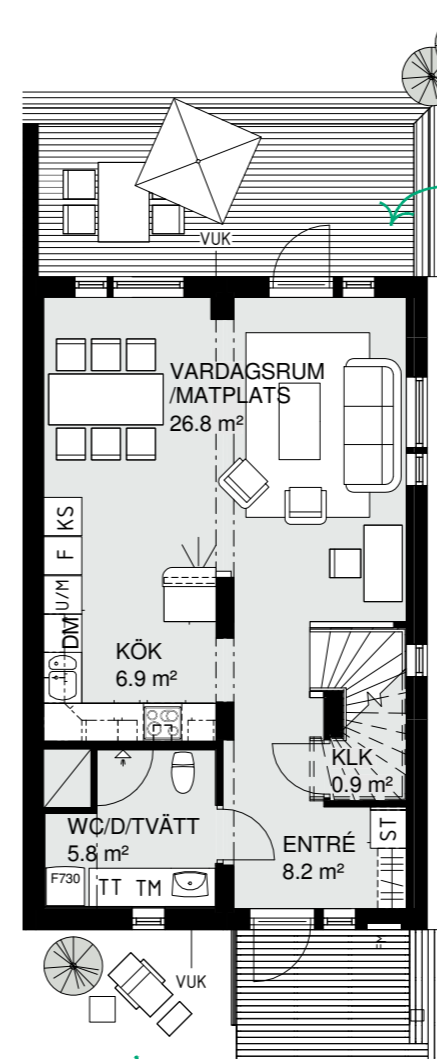 VUK
VARDAGSRUM
/MATPLATS
26.8 m²
KS
F
U/M
DM
KÖK
6.9 m²
KLK
0.9 m²
WC/D/TVÄTT
5.8 m²
ENTRÉ
8.2 m²
ST
F730
TT TM
VUK